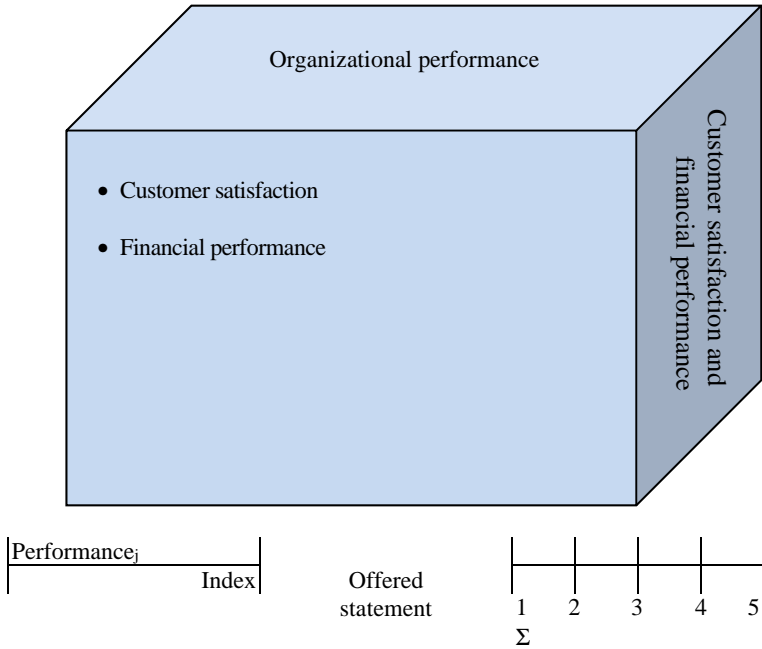 Organizational performance
• Customer satisfaction
• Financial performance
Customer satisfaction and
financial performance
Performanceⱼ
Index
Offered
statement
1 2 3 4 5
Σ